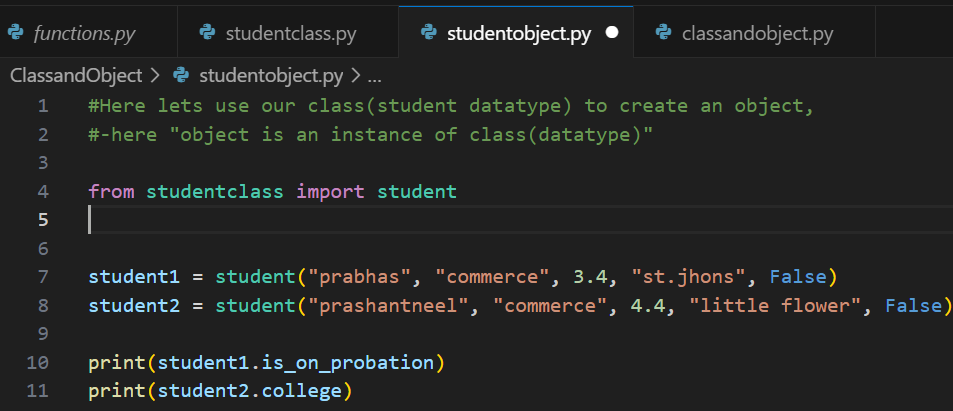 functions.py studentclass.py studentobject.py classandobject.py
ClassandObject > studentobject.py > ...
1 #Here lets use our class(student datatype) to create an object,
2 #-here "object is an instance of class(datatype)"
3
4 from studentclass import student
5
6
7 student1 = student("prabhas", "commerce", 3.4, "st.jhons", False)
8 student2 = student("prashantneel", "commerce", 4.4, "little flower", False)
9
10 print(student1.is_on_probation)
11 print(student2.college)